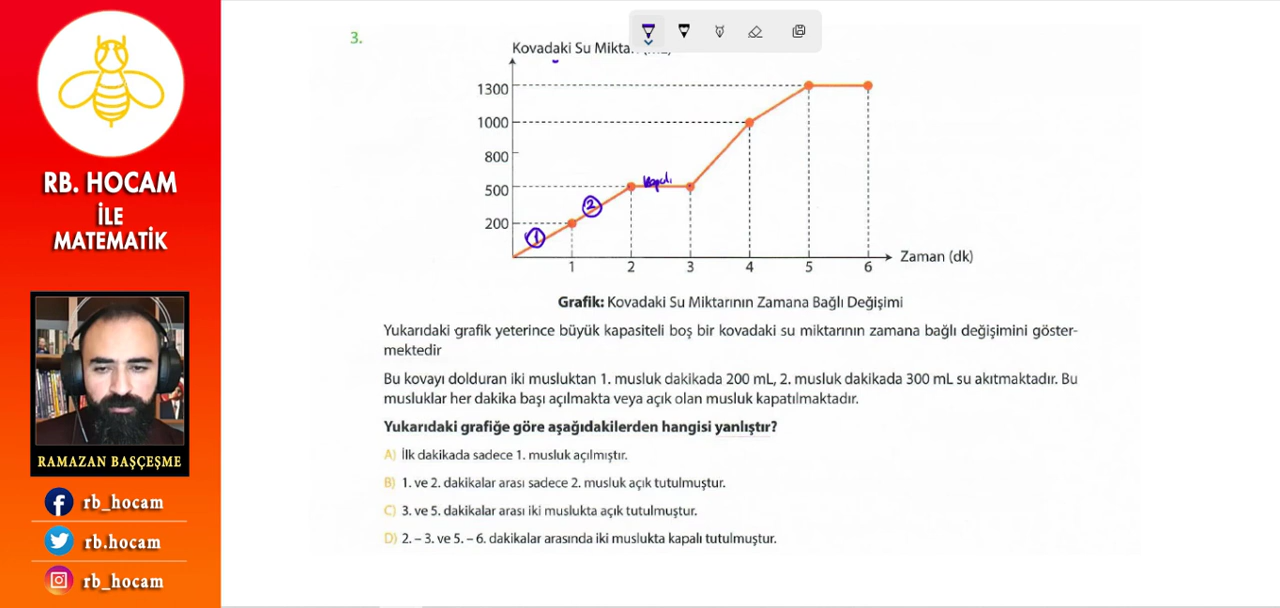 3.
Kovadaki Su Mikta
1300
1000
800
500
200
kapalı
2
1
1 2 3 4 5 6
Zaman (dk)
Grafik: Kovadaki Su Miktarının Zamana Bağlı Değişimi
Yukarıdaki grafik yeterince büyük kapasiteli boş bir kovadaki su miktarının zamana bağlı değişimini göster-
mektedir
Bu kovayı dolduran iki musluktan 1. musluk dakikada 200 mL, 2. musluk dakikada 300 mL su akıtmaktadır. Bu
musluklar her dakika başı açılmakta veya açık olan musluk kapatılmaktadır.
Yukarıdaki grafiğe göre aşağıdakilerden hangisi yanlıştır?
A) İlk dakikada sadece 1. musluk açılmıştır.
B) 1. ve 2. dakikalar arası sadece 2. musluk açık tutulmuştur.
C) 3. ve 5. dakikalar arası iki muslukta açık tutulmuştur.
D) 2. – 3. ve 5. – 6. dakikalar arasında iki muslukta kapalı tutulmuştur.
RB. HOCAM
İLE
MATEMATİK
RAMAZAN BAŞÇEŞME
rb_hocam
rb.hocam
rb_hocam